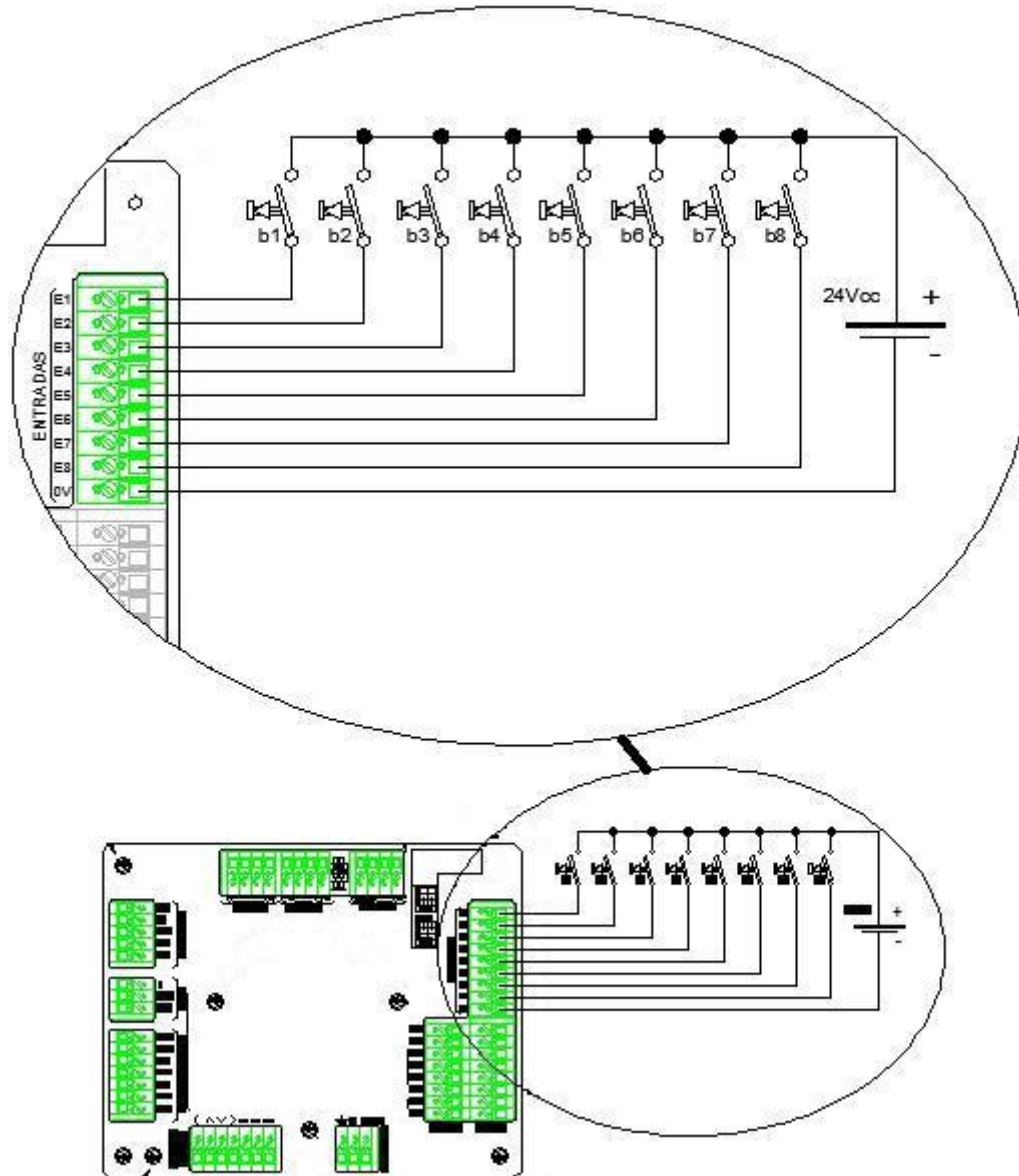 b1 b2 b3 b4 b5 b6 b7 b8
24Vcc +
-
ENTRADAS
E1
E2
E3
E4
E5
E6
E7
E8
0V
+
-